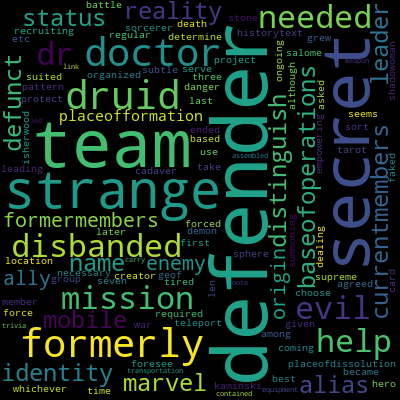 battle
death
stone
recruiting
sorcerer
grew
status
reality
needed
leader
etc
determine
historytext
dr
doctor
regular
project
ongoing
salome
shadowoman
organized
subtle
serve
three
although
asked
isherwood
defunct
suited
link
druid
danger
pattern
protect
last
seems
weapon
placeofformation
ended
based
sort
empowering
faked
leading
cadaver
use
take
assembled
tarot
team
defender
secret
strange
origindistinguish
baseofoperations
currentmembers
formermembers
forced
demon
later
first
disbanded
location
carry
sphere
summoning
dealing
supreme
card
name
enemy
necessary
geof
ally
group
seven
tired
creator
len
choose
agreed
member
mission
evil
given
required
note
among
coming
placeofdissolution
force
mobile
war
teleport
trivia
formerly
help
best
became
kaminski
hero
foresee
transportation
equipment
identity
marvel
alias
whichever
time
contained